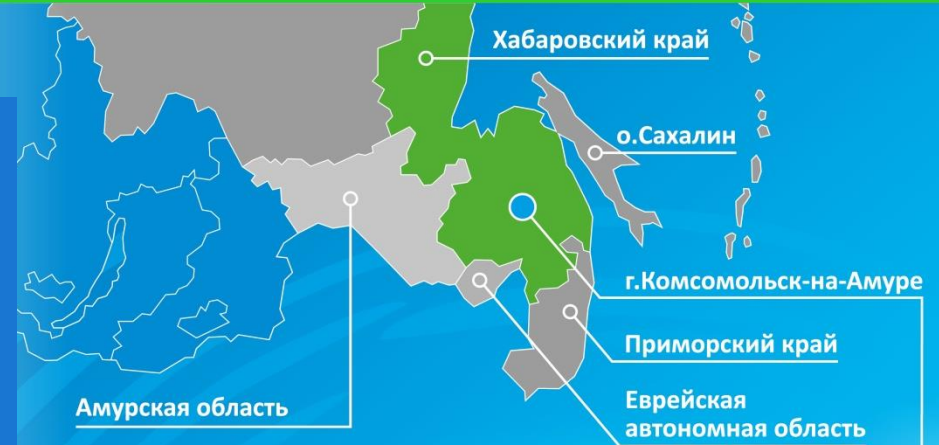 Хабаровский край
о.Сахалин
г.Комсомольск-на-Амуре
Приморский край
Еврейская
автономная область
Амурская область